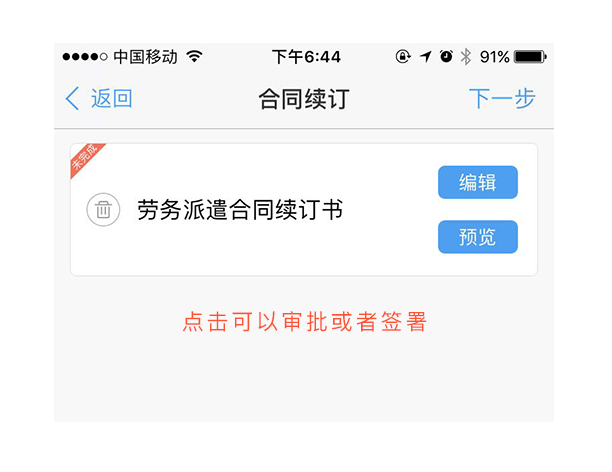 中国移动 下午6:44 91%
返回 合同续订 下一步
未完成
劳务派遣合同续订书
编辑
预览
点击可以审批或者签署